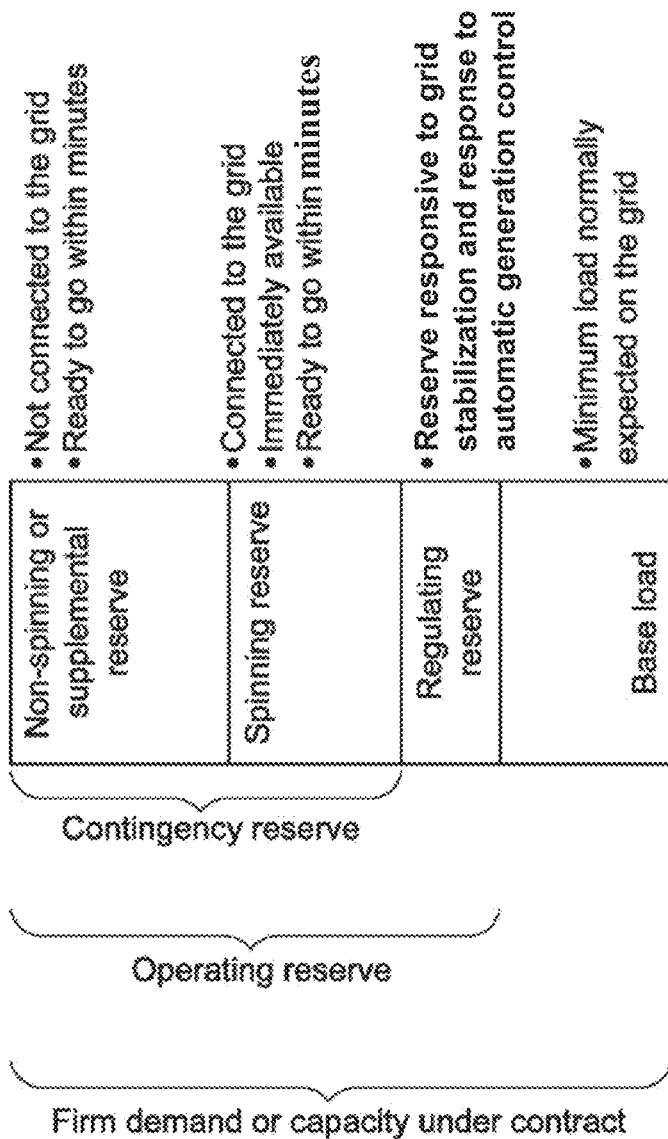 Non-spinning or
supplemental
reserve
• Not connected to the grid
• Ready to go within minutes
Spinning reserve
• Connected to the grid
• Immediately available
• Ready to go within minutes
Regulating
reserve
• Reserve responsive to grid
stabilization and response to
automatic generation control
Base load
• Minimum load normally
expected on the grid
Contingency reserve
Operating reserve
Firm demand or capacity under contract